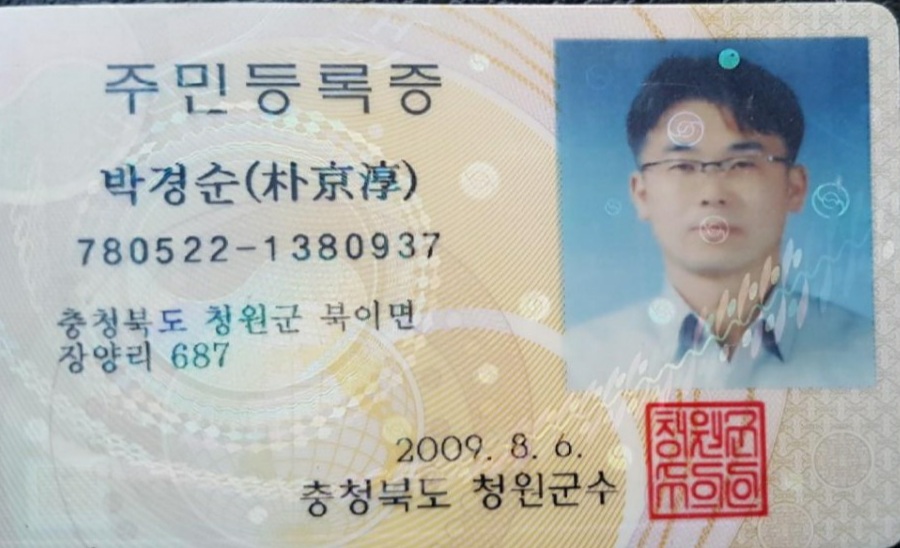 주민등록증
박경순(朴京淳)
780522-1380937
충청북도 청원군 북이면
장양리 687
2009. 8. 6.
충청북도 청원군수
청원군